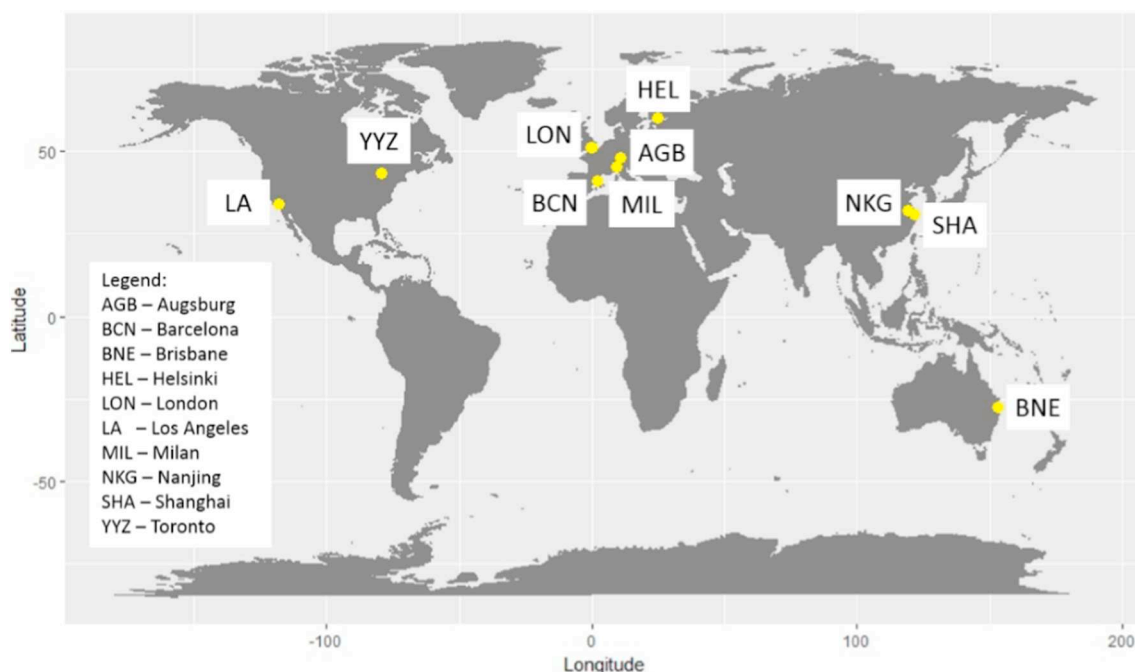 HEL
LON
YYZ
AGB
50
LA
BCN
MIL
NKG
SHA
Legend:
AGB – Augsburg
BCN – Barcelona
BNE – Brisbane
HEL – Helsinki
LON – London
LA – Los Angeles
MIL – Milan
NKG – Nanjing
SHA – Shanghai
YYZ – Toronto
Latitude
0
BNE
-50
-100
0
100
200
Longitude